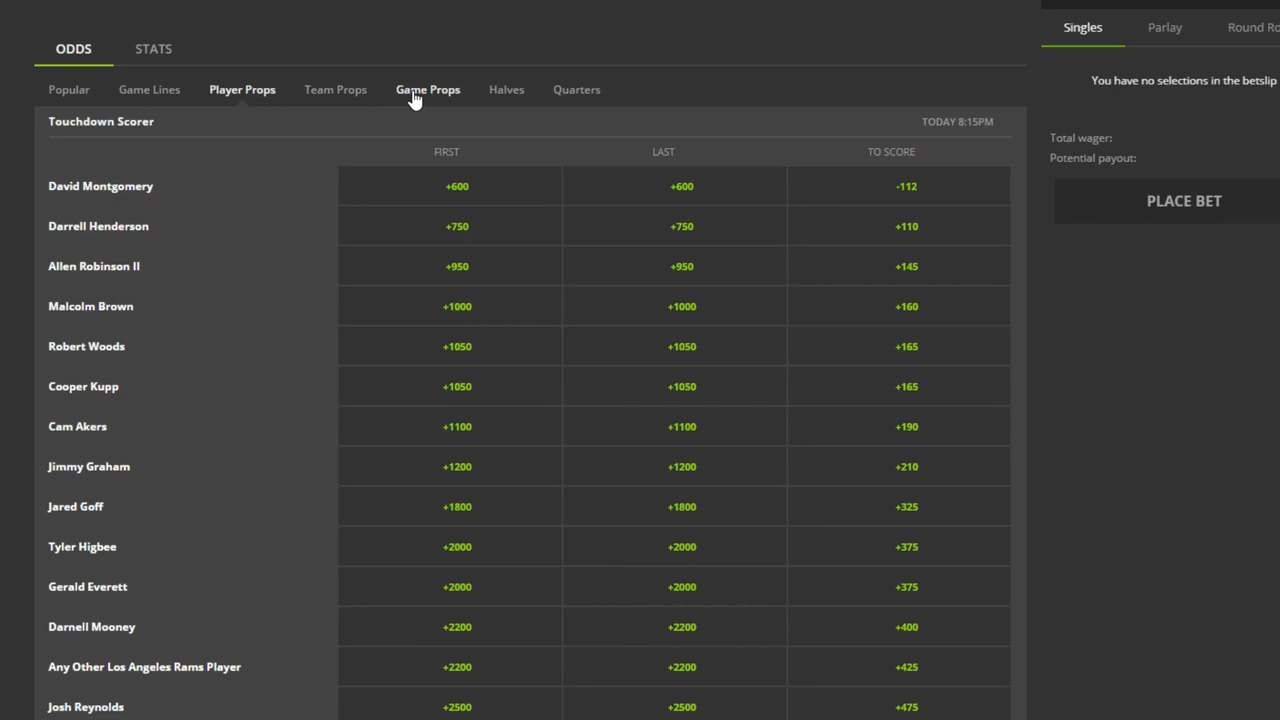 Singles Parlay Round Ro
ODDS STATS
You have no selections in the betslip
Popular Game Lines Player Props Team Props Game Props Halves Quarters
Touchdown Scorer TODAY 8:15PM
Total wager:
FIRST LAST TO SCORE
Potential payout:
David Montgomery +600 +600 -112
PLACE BET
Darrell Henderson +750 +750 +110
Allen Robinson II +950 +950 +145
Malcolm Brown +1000 +1000 +160
Robert Woods +1050 +1050 +165
Cooper Kupp +1050 +1050 +165
Cam Akers +1100 +1100 +190
Jimmy Graham +1200 +1200 +210
Jared Goff +1800 +1800 +325
Tyler Higbee +2000 +2000 +375
Gerald Everett +2000 +2000 +375
Darnell Mooney +2200 +2200 +400
Any Other Los Angeles Rams Player +2200 +2200 +425
Josh Reynolds +2500 +2500 +475